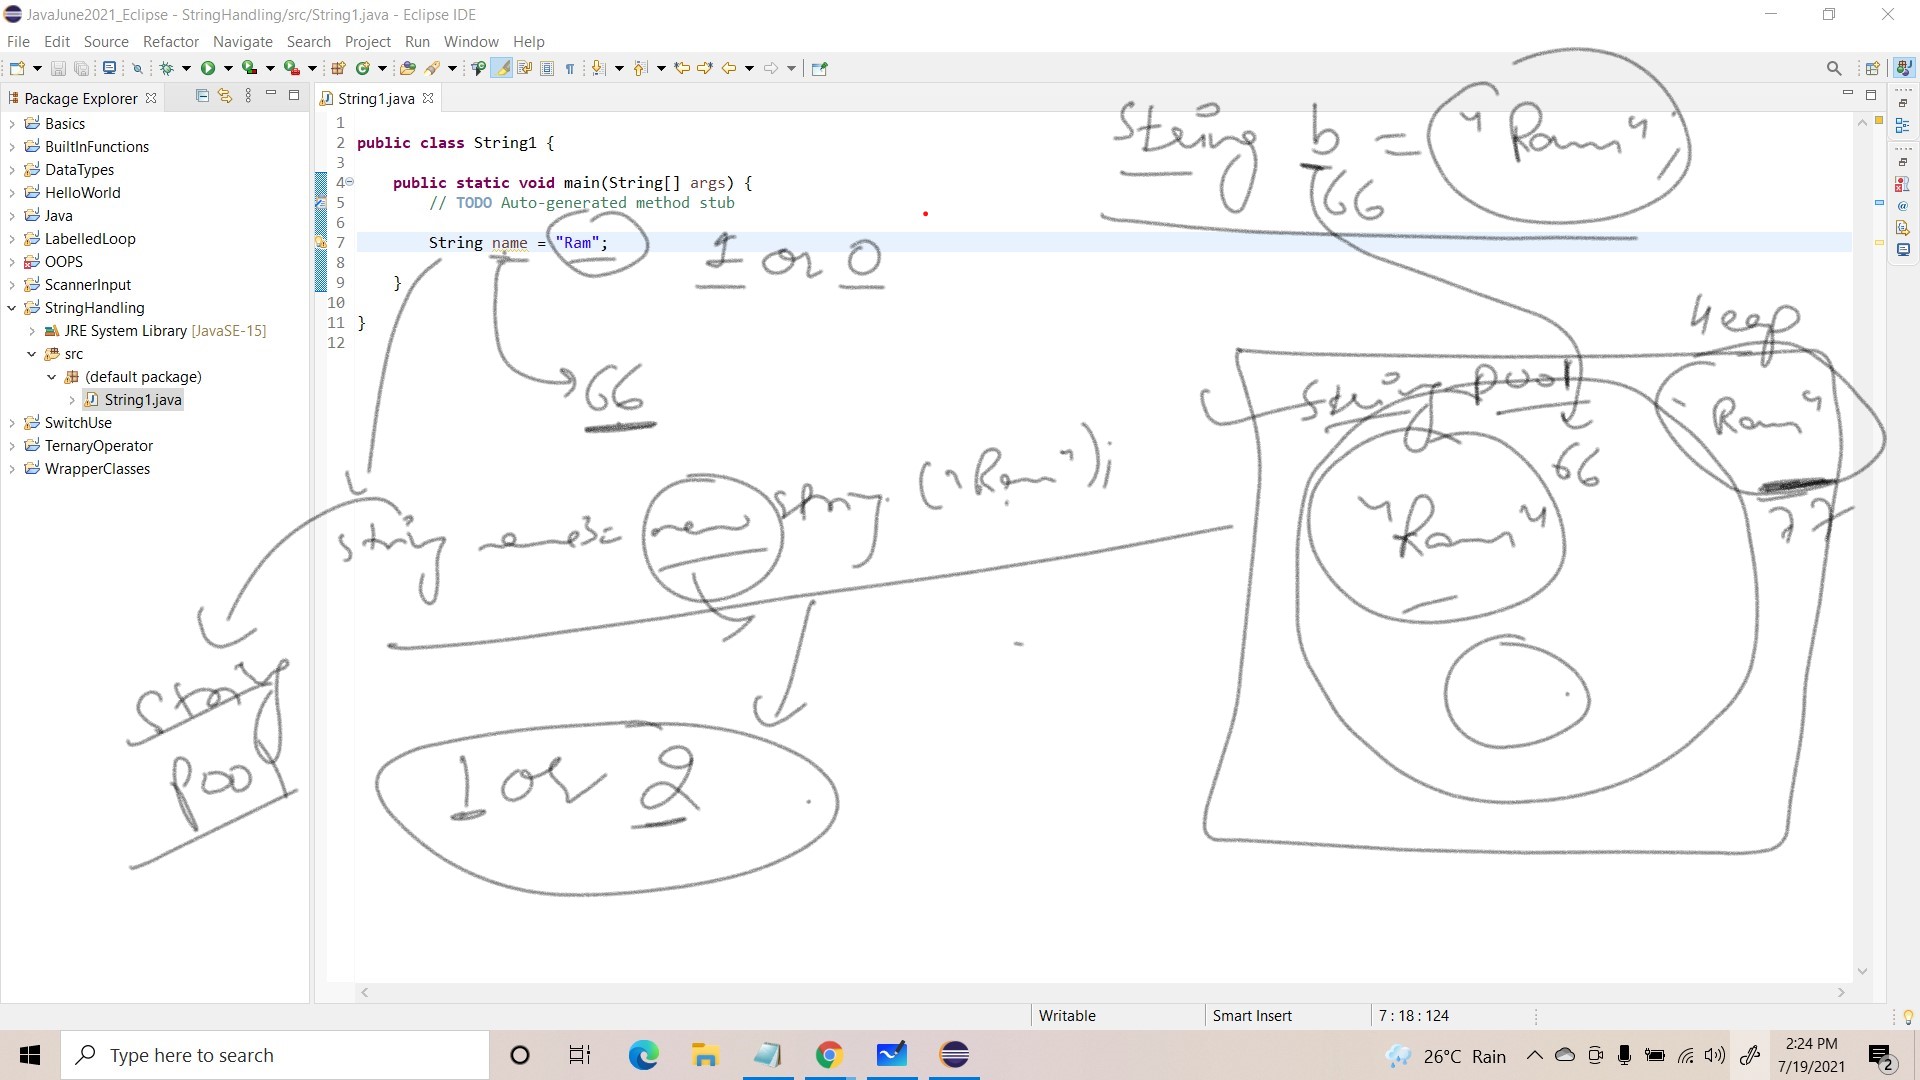 JavaJune2021_Eclipse - StringHandling/src/String1.java - Eclipse IDE
File Edit Source Refactor Navigate Search Project Run Window Help
Package Explorer
Basics
BuiltInFunctions
DataTypes
HelloWorld
Java
LabelledLoop
OOPS
ScannerInput
StringHandling
JRE System Library [JavaSE-15]
src
(default package)
String1.java
SwitchUse
TernaryOperator
WrapperClasses
String1.java
1
2 public class String1 {
3
4 public static void main(String[] args) {
5 // TODO Auto-generated method stub
6
7 String name = "Ram";
8
9 }
10
11 }
12
String b = "Ram";
66
1 or 0
66
Heap
String pool
"Ram"
66
"Ram"
77
string name3= new string ("Ram");
string
pool
1 or 2
Writable Smart Insert 7 : 18 : 124
Type here to search
26°C Rain
2:24 PM
7/19/2021
2